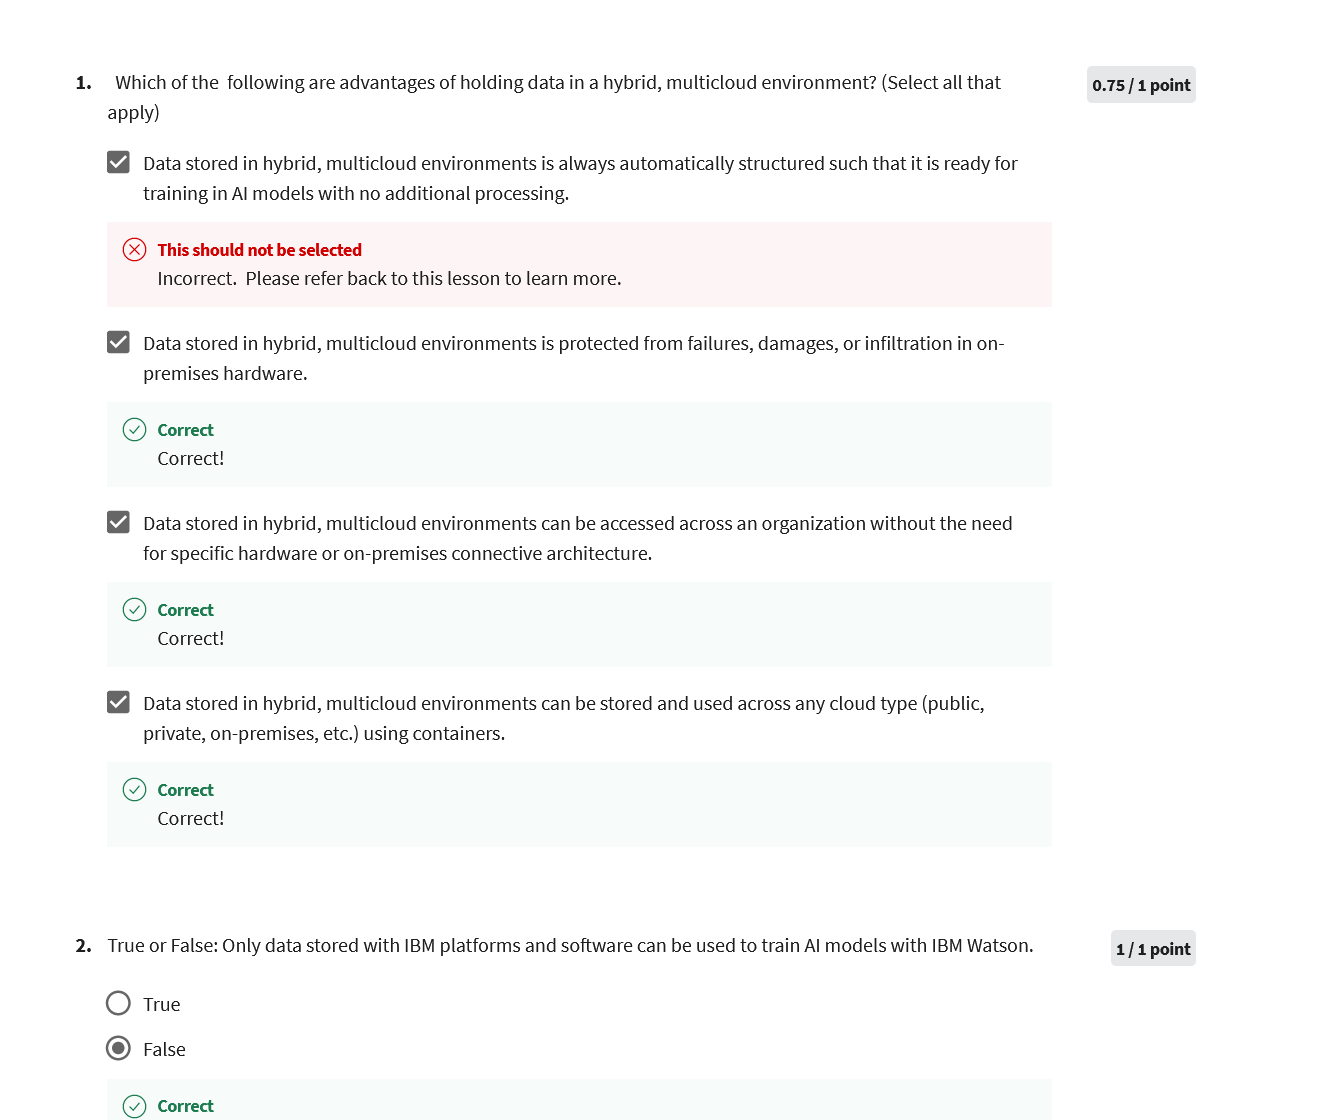 1. Which of the following are advantages of holding data in a hybrid, multicloud environment? (Select all that
apply)
0.75 / 1 point
Data stored in hybrid, multicloud environments is always automatically structured such that it is ready for
training in AI models with no additional processing.
This should not be selected
Incorrect. Please refer back to this lesson to learn more.
Data stored in hybrid, multicloud environments is protected from failures, damages, or infiltration in on-
premises hardware.
Correct
Correct!
Data stored in hybrid, multicloud environments can be accessed across an organization without the need
for specific hardware or on-premises connective architecture.
Correct
Correct!
Data stored in hybrid, multicloud environments can be stored and used across any cloud type (public,
private, on-premises, etc.) using containers.
Correct
Correct!
2. True or False: Only data stored with IBM platforms and software can be used to train AI models with IBM Watson.
1 / 1 point
True
False
Correct